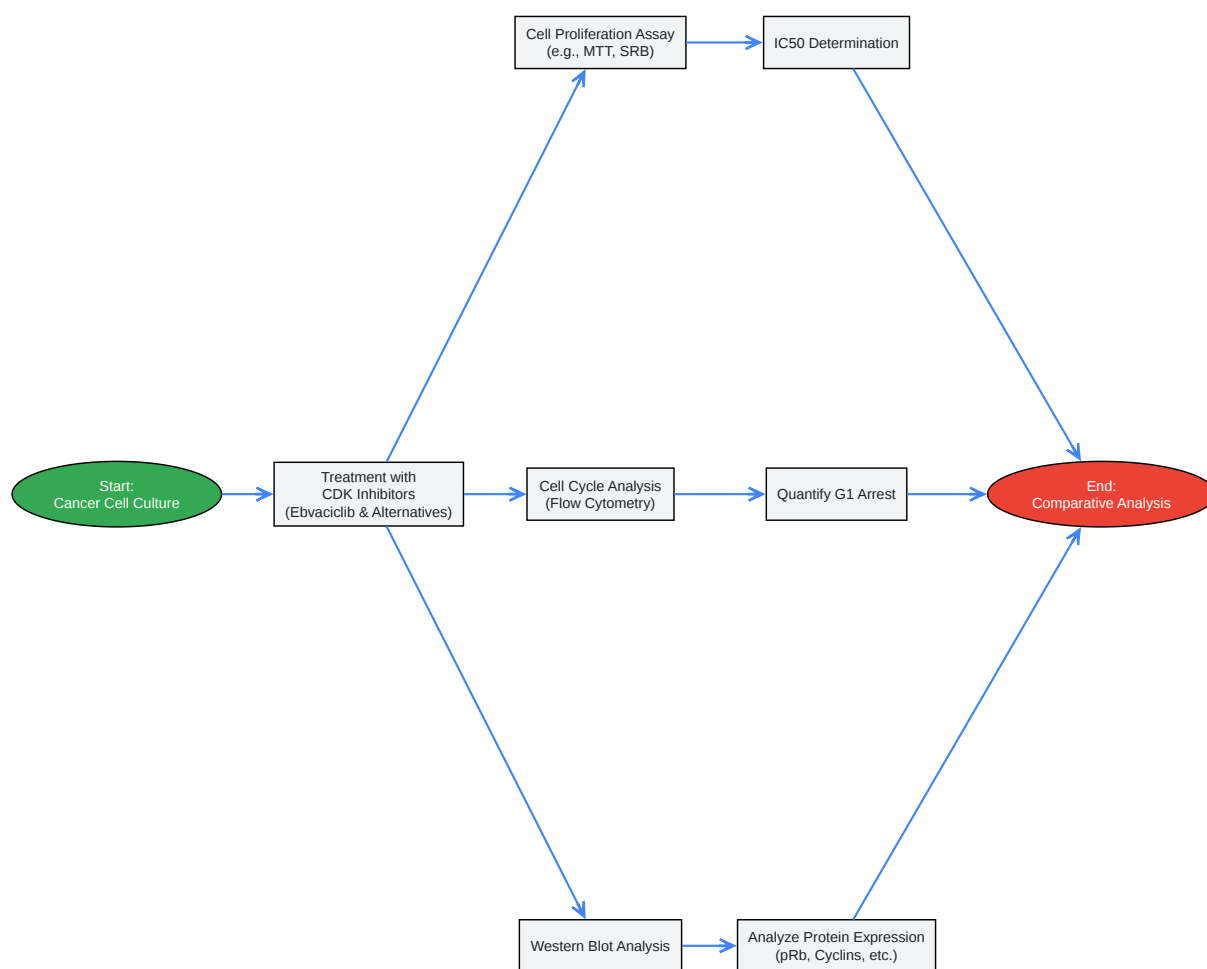 Cell Proliferation Assay
(e.g., MTT, SRB)
IC50 Determination
Start:
Cancer Cell Culture
Treatment with
CDK Inhibitors
(Ebvaciclib & Alternatives)
Cell Cycle Analysis
(Flow Cytometry)
Quantify G1 Arrest
End:
Comparative Analysis
Western Blot Analysis
Analyze Protein Expression
(pRb, Cyclins, etc.)